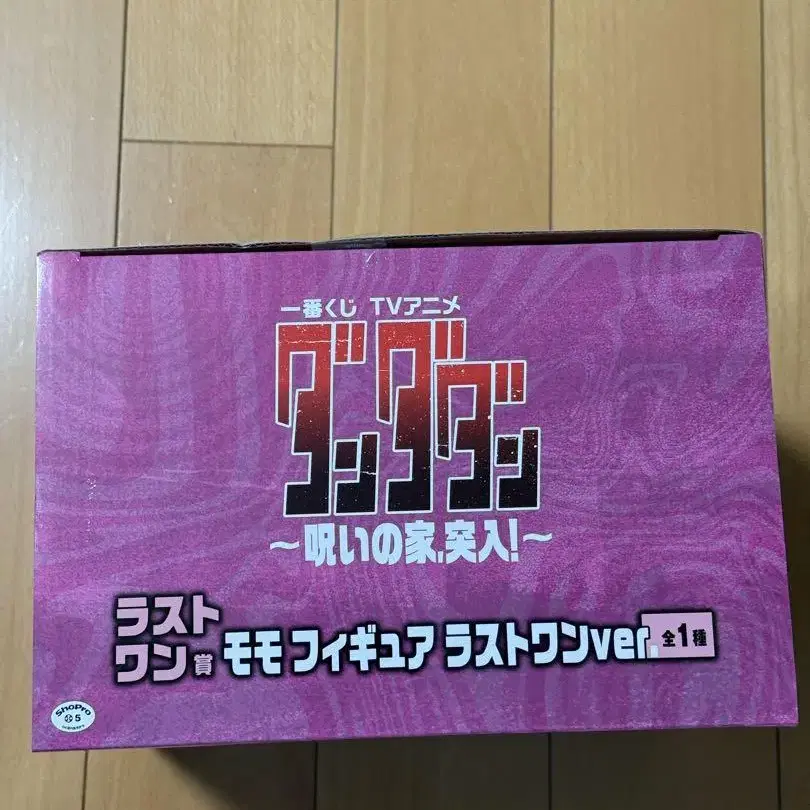 一番くじ TVアニメ
ダンダダン
～呪いの家、突入!～
ラストワン賞 モモ フィギュア ラストワンver. 全1種
ShoPro
5